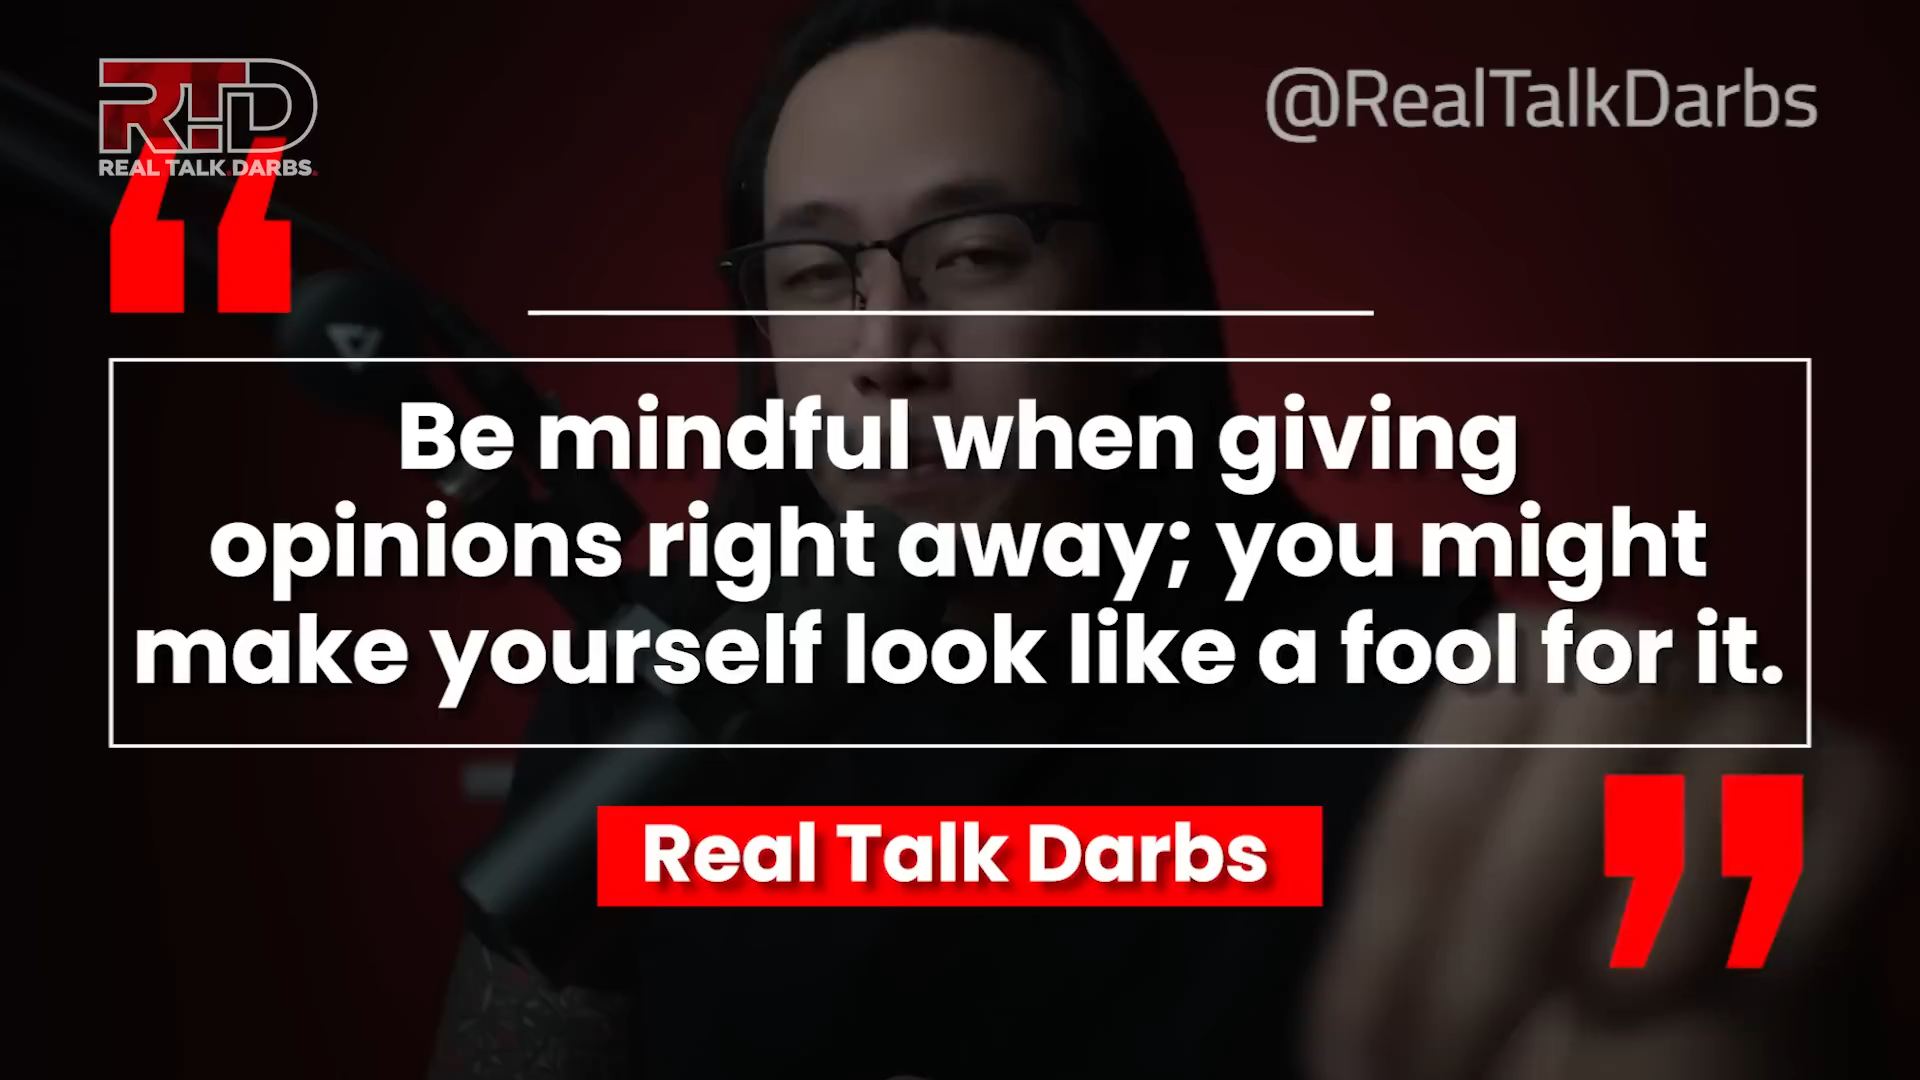 RTD
REAL TALK DARBS.
@RealTalkDarbs
“
Be mindful when giving
opinions right away; you might
make yourself look like a fool for it.
”
Real Talk Darbs